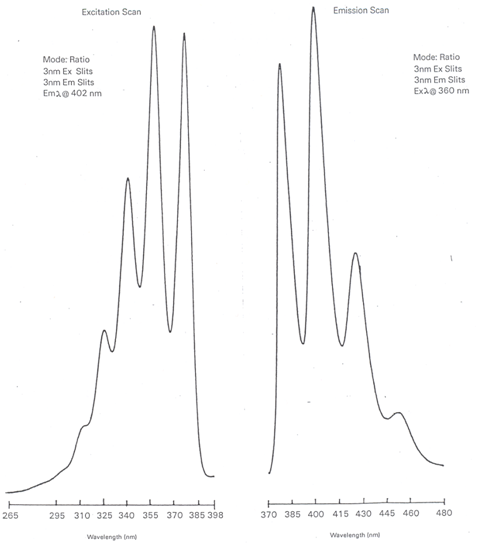 Excitation Scan
Mode: Ratio
3nm Ex Slits
3nm Em Slits
Emλ@ 402 nm
265 295 310 325 340 355 370 385 398
Wavelength (nm)
Emission Scan
Mode: Ratio
3nm Ex Slits
3nm Em Slits
Exλ@ 360 nm
370 385 400 415 430 445 460 480
Wavelength (nm)